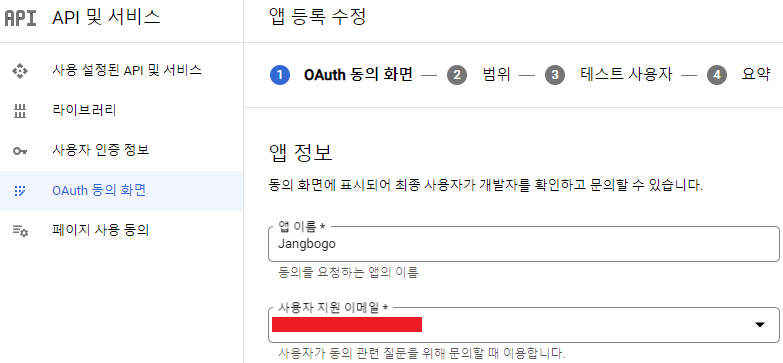 API API 및 서비스
앱 등록 수정
사용 설정된 API 및 서비스
라이브러리
사용자 인증 정보
OAuth 동의 화면
페이지 사용 동의
1 OAuth 동의 화면 — 2 범위 — 3 테스트 사용자 — 4 요약
앱 정보
동의 화면에 표시되어 최종 사용자가 개발자를 확인하고 문의할 수 있습니다.
앱 이름 *
Jangbogo
동의를 요청하는 앱의 이름
사용자 지원 이메일 *
사용자가 동의 관련 질문을 위해 문의할 때 이용합니다.